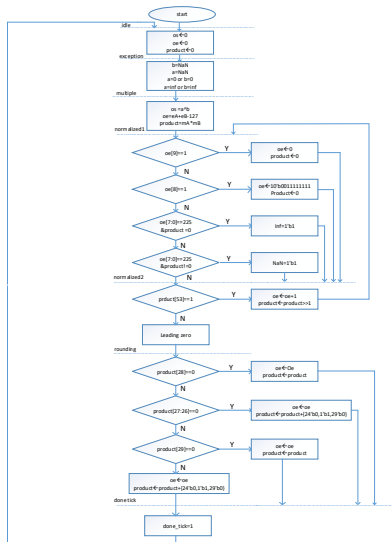 start
idle
os←0
oe←0
product←0
exception
b=NaN
a=NaN
a=0 or b=0
a=inf or b=inf
multiple
os =a^b
oe=eA+eB-127
product=mA*mB
normalized1
oe[9]==1
Y
oe←0
product←0
N
oe[8]==1
Y
oe←10'b0011111111
Product←0
N
oe[7:0]==225
&product =0
Y
Inf=1'b1
N
oe[7:0]==225
&product!=0
Y
NaN=1'b1
N
normalized2
prduct[53]==1
Y
oe←oe+1
product←product>>1
N
Leading zero
rounding
product[28]==0
Y
oe←Oe
product←product
N
product[27:26]==0
Y
oe←oe
product←product+{24'b0,1'b1,29'b0}
N
product[29]==0
Y
oe←oe
product←product
N
oe←oe
product←product+{24'b0,1'b1,29'b0}
done tick
done_tick=1